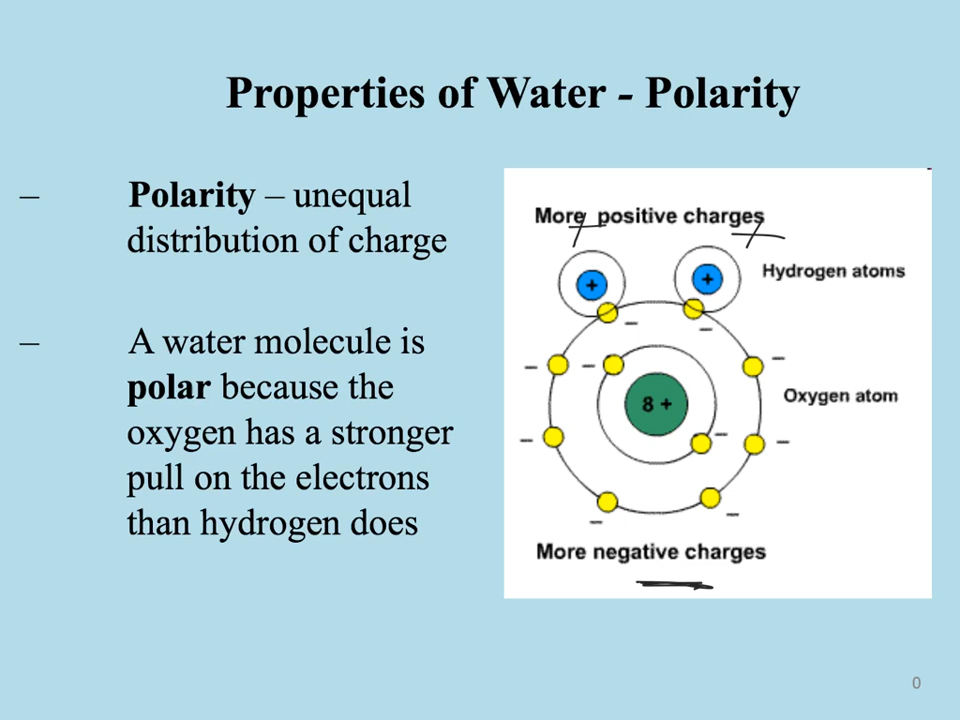 Properties of Water - Polarity
– Polarity – unequal
distribution of charge
– A water molecule is
polar because the
oxygen has a stronger
pull on the electrons
than hydrogen does
More positive charges
+ +
+ +
Hydrogen atoms
– –
– – –
8 +
Oxygen atom
– – –
– –
More negative charges
–
0